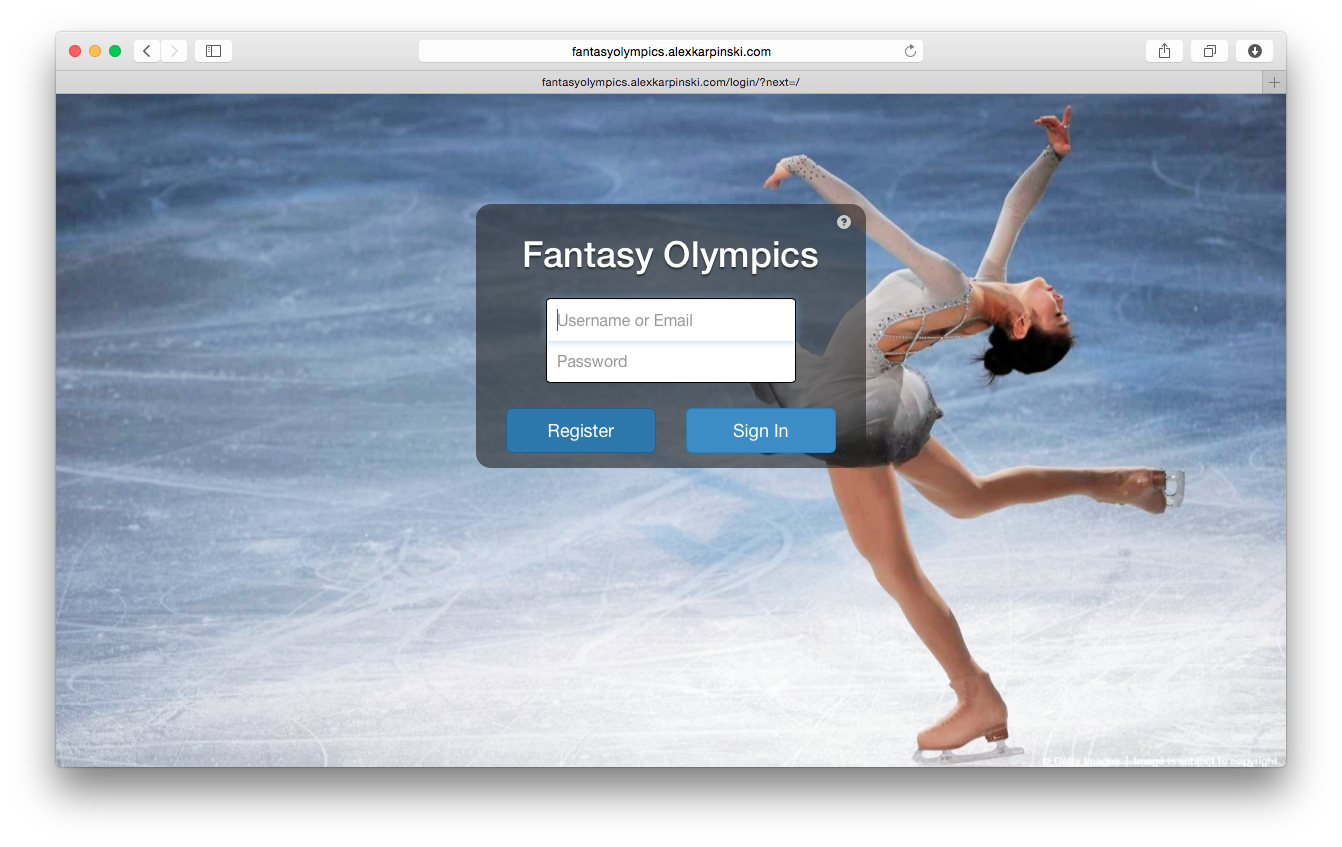 fantasyolympics.alexkarpinski.com
fantasyolympics.alexkarpinski.com/login/?next=/
?
Fantasy Olympics
Username or Email
Password
Register Sign In
© Getty Images | Image is subject to copyright